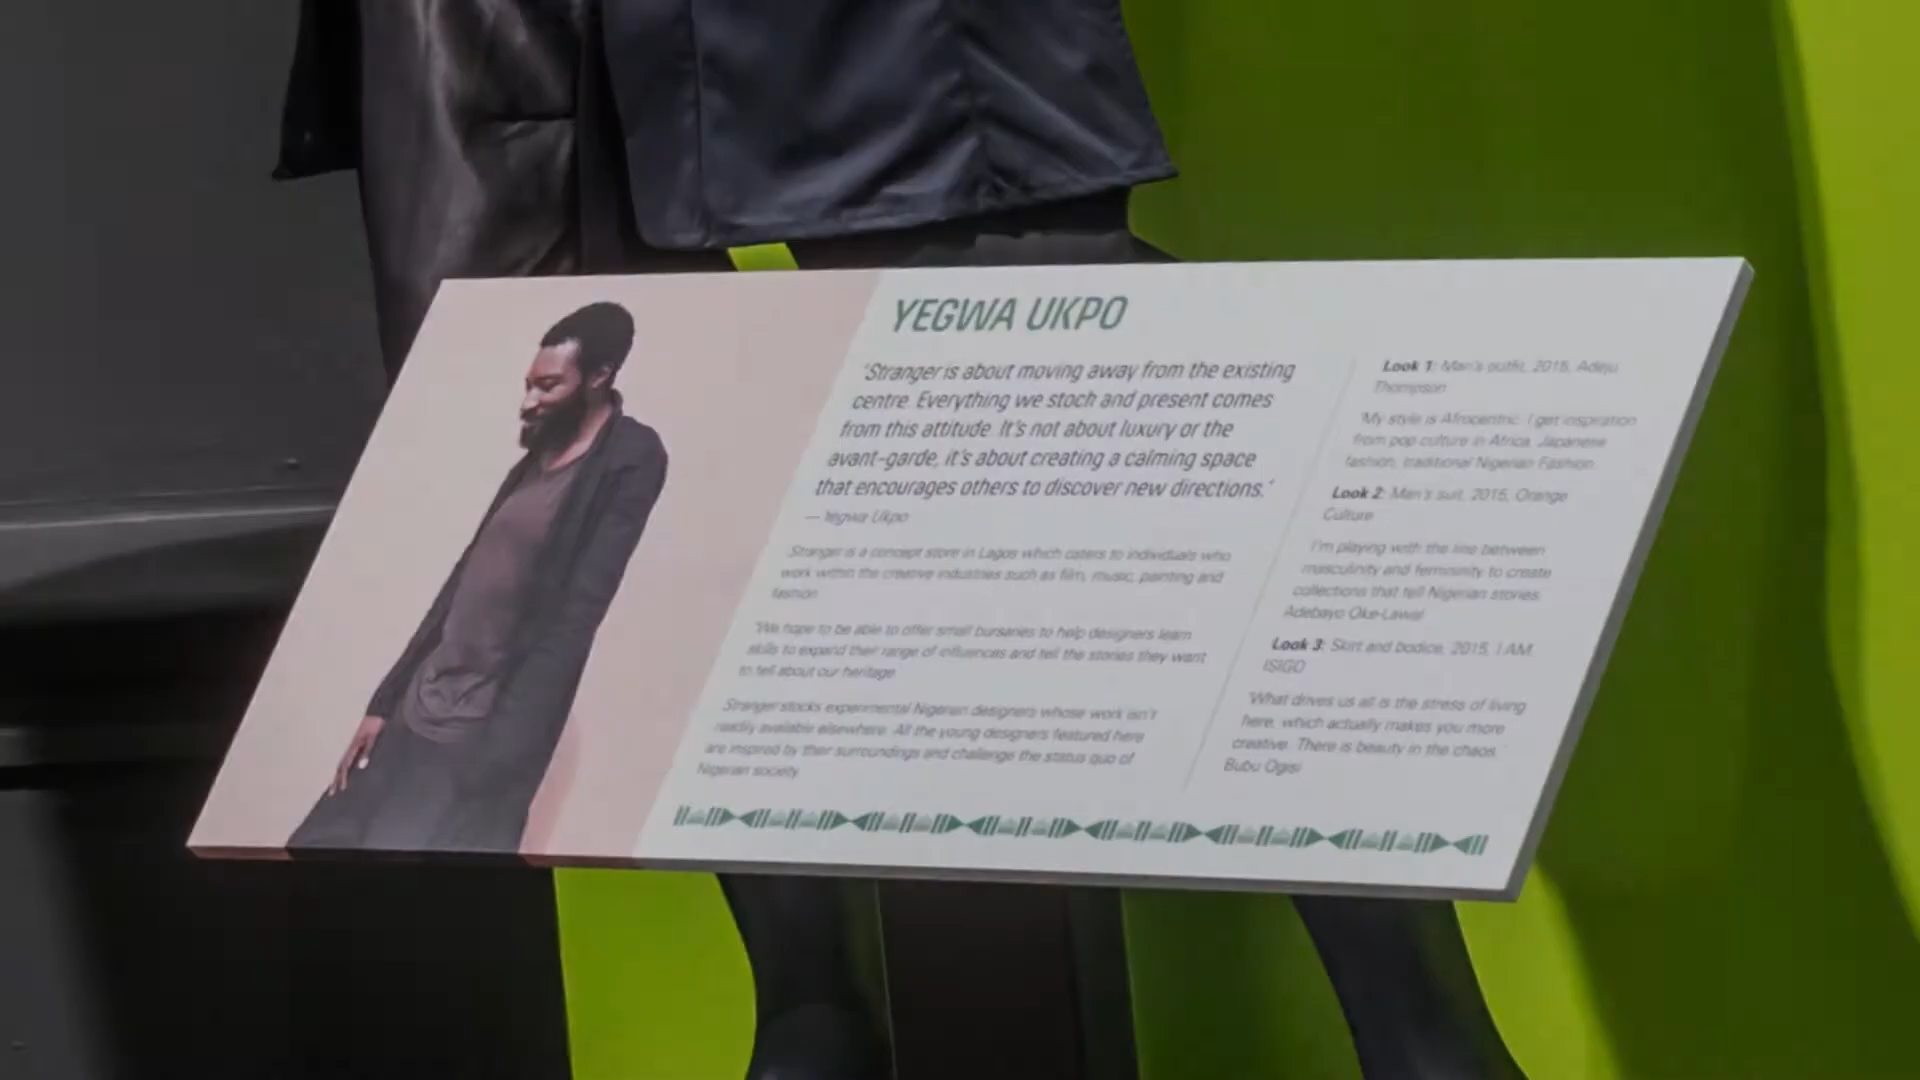 YEGWA UKPO
'Stranger is about moving away from the existing
centre. Everything we stoch and present comes
from this attitude. It's not about luxury or the
avant-garde, it's about creating a calming space
that encourages others to discover new directions.'
— Yegwa Ukpo
Stranger is a concept store in Lagos which caters to individuals who
work within the creative industries such as film, music, painting and
fashion.
'We hope to be able to offer small bursaries to help designers learn
skills to expand their range of influences and tell the stories they want
to tell about our heritage.
Stranger stocks experimental Nigerian designers whose work isn't
readily available elsewhere. All the young designers featured here
are inspired by their surroundings and challenge the status quo of
Nigerian society.
Look 1: Man's outfit, 2015, Adeju
Thompson
'My style is Afrocentric. I get inspiration
from pop culture in Africa, Japanese
fashion, traditional Nigerian Fashion.
Look 2: Man's suit, 2015, Orange
Culture
I'm playing with the line between
masculinity and femininity to create
collections that tell Nigerian stories.
Adebayo Oke-Lawal
Look 3: Skirt and bodice, 2015, I.AM.
ISIGO
'What drives us all is the stress of living
here, which actually makes you more
creative. There is beauty in the chaos.'
Bubu Ogisi